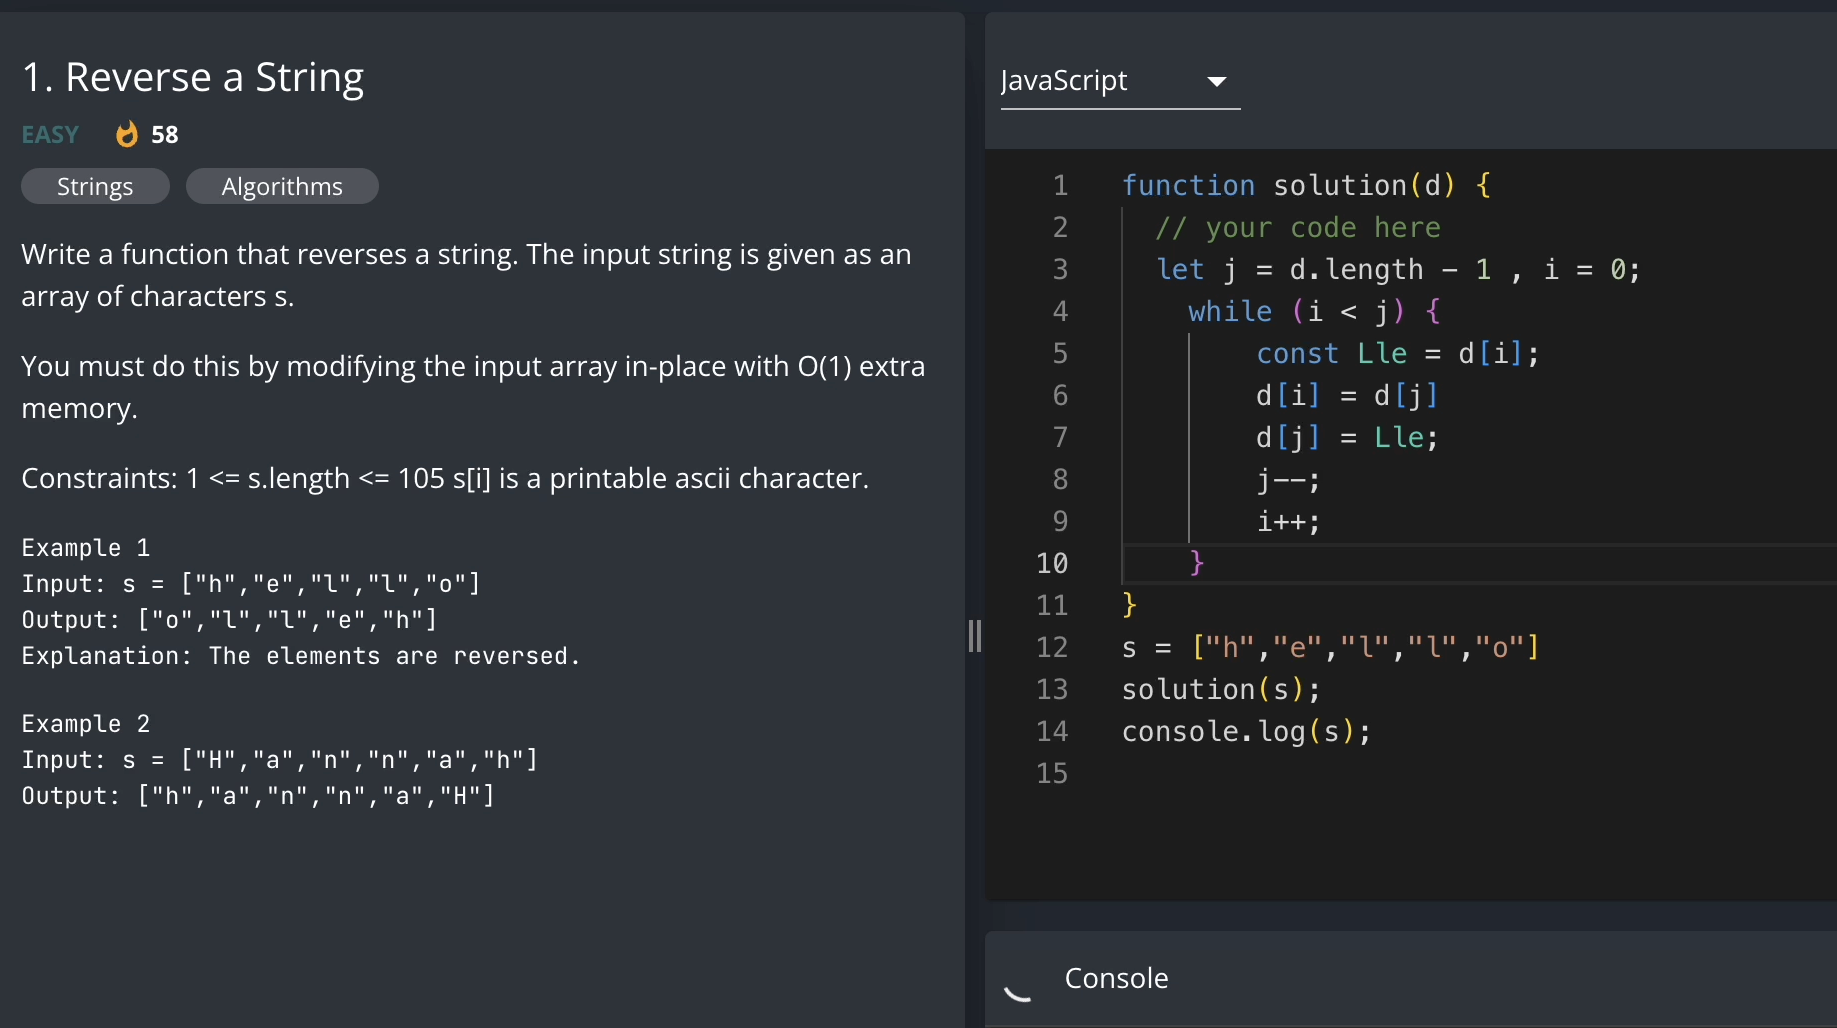 1. Reverse a String
EASY 58
Strings Algorithms
Write a function that reverses a string. The input string is given as an
array of characters s.
You must do this by modifying the input array in-place with O(1) extra
memory.
Constraints: 1 <= s.length <= 105 s[i] is a printable ascii character.
Example 1
Input: s = ["h","e","l","l","o"]
Output: ["o","l","l","e","h"]
Explanation: The elements are reversed.
Example 2
Input: s = ["H","a","n","n","a","h"]
Output: ["h","a","n","n","a","H"]
JavaScript
1 function solution(d) {
2 // your code here
3 let j = d.length - 1 , i = 0;
4 while (i < j) {
5 const Lle = d[i];
6 d[i] = d[j]
7 d[j] = Lle;
8 j--;
9 i++;
10 }
11 }
12 s = ["h","e","l","l","o"]
13 solution(s);
14 console.log(s);
15
Console